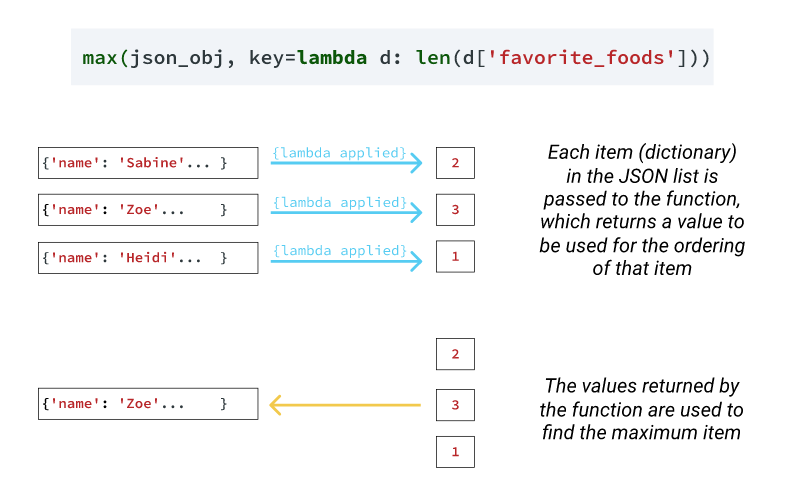 max(json_obj, key=lambda d: len(d['favorite_foods']))
{'name': 'Sabine'... }
{lambda applied}
2
{'name': 'Zoe'... }
{lambda applied}
3
{'name': 'Heidi'... }
{lambda applied}
1
Each item (dictionary)
in the JSON list is
passed to the function,
which returns a value to
be used for the ordering
of that item
2
{'name': 'Zoe'... }
3
1
The values returned by
the function are used to
find the maximum item